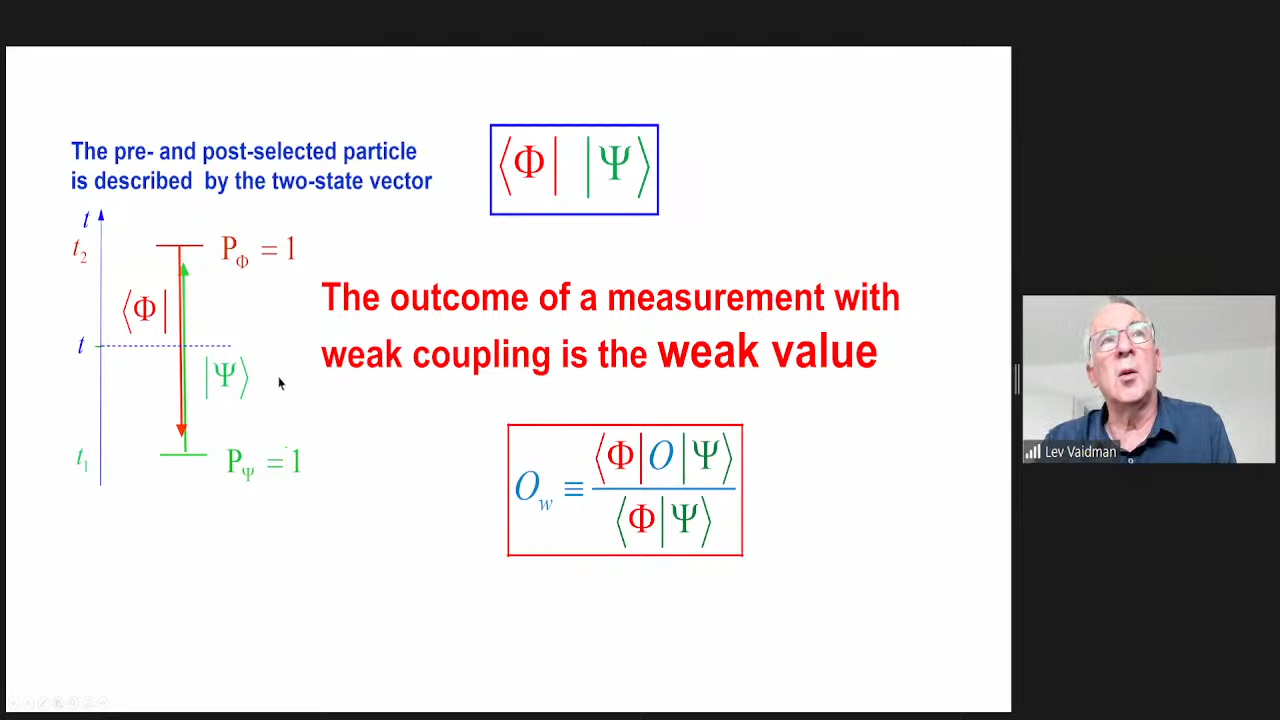 The pre- and post-selected particle
is described by the two-state vector
⟨Φ| |Ψ⟩
t
t₂
P_Φ = 1
⟨Φ|
The outcome of a measurement with
weak coupling is the weak value
t
|Ψ⟩
t₁
P_Ψ = 1
O_w ≡ ⟨Φ|O|Ψ⟩
⟨Φ|Ψ⟩
Lev Vaidman